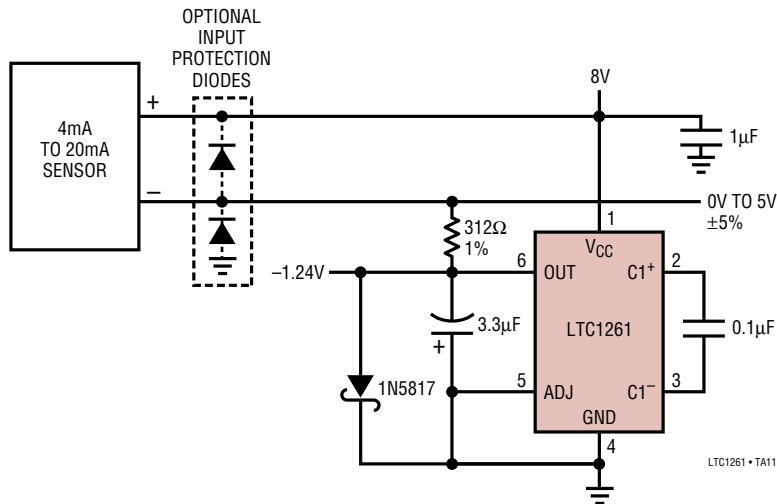 OPTIONAL
INPUT
PROTECTION
DIODES
8V
4mA
TO 20mA
SENSOR
+
–
1µF
0V TO 5V
±5%
312Ω
1%
–1.24V
3.3µF
+
1N5817
1
VCC
6
OUT
C1+
2
LTC1261
0.1µF
5
ADJ
C1–
3
GND
4
LTC1261 • TA11